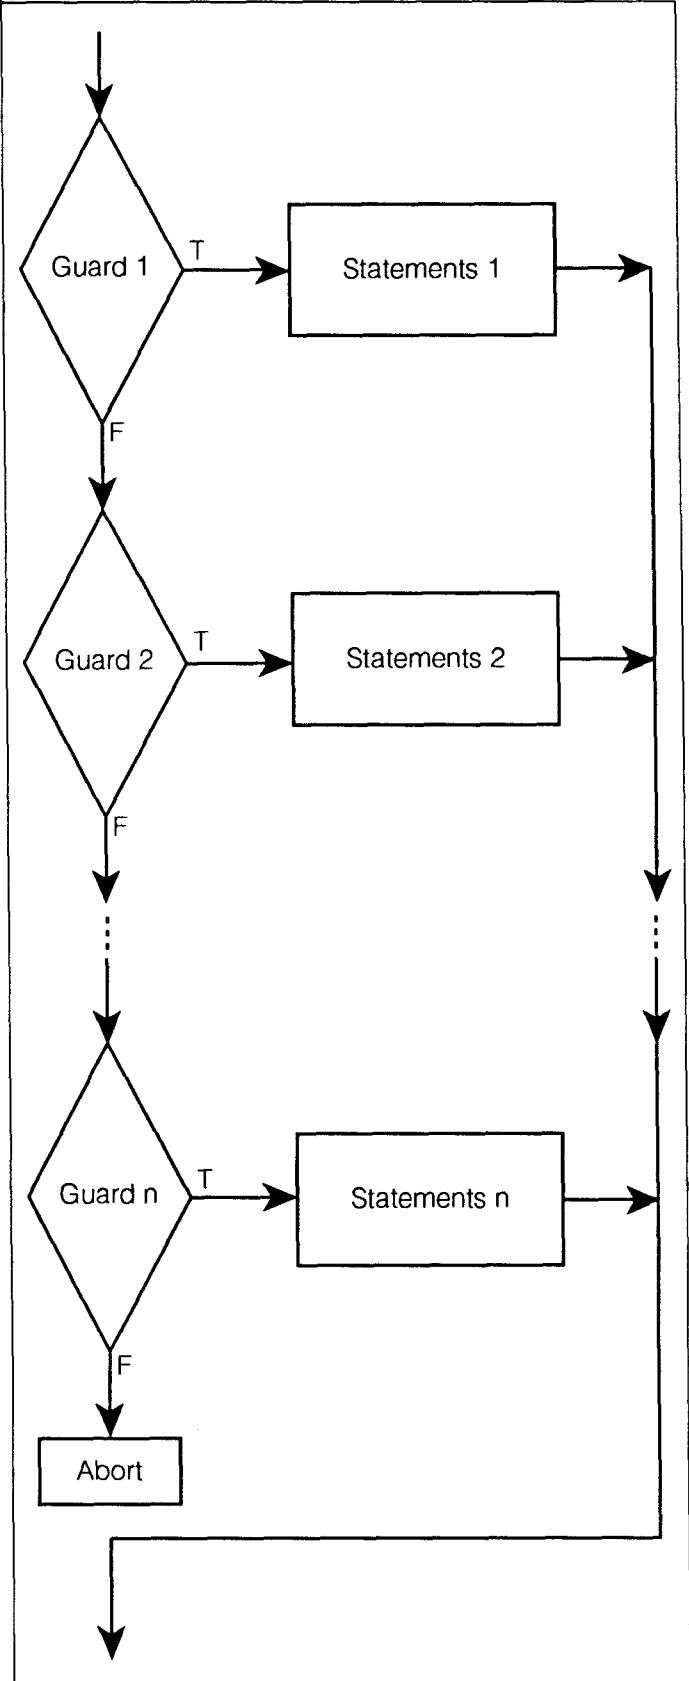 Guard 1
T
Statements 1
F
Guard 2
T
Statements 2
F
Guard n
T
Statements n
F
Abort